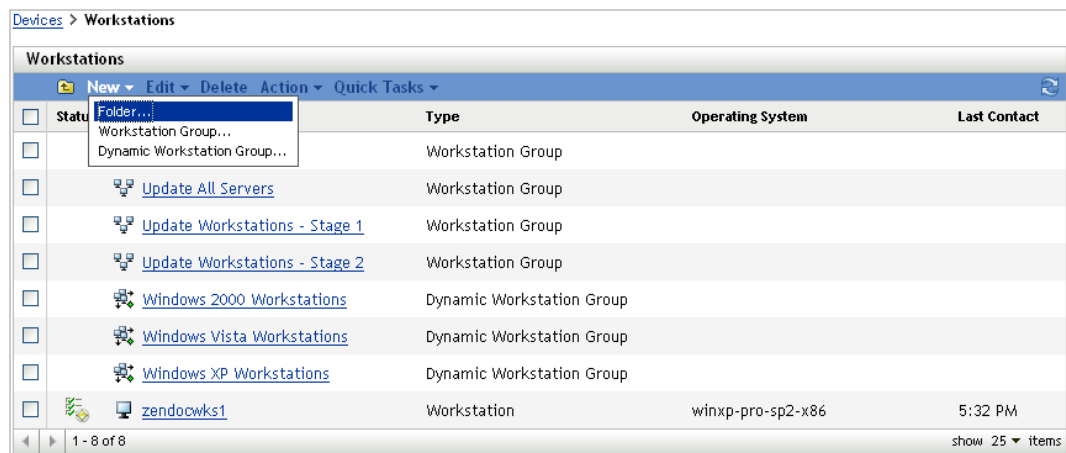 Devices > Workstations
Workstations
New Edit Delete Action Quick Tasks
Statu Type Operating System Last Contact
Folder...
Workstation Group...
Dynamic Workstation Group...
Workstation Group
Update All Servers Workstation Group
Update Workstations - Stage 1 Workstation Group
Update Workstations - Stage 2 Workstation Group
Windows 2000 Workstations Dynamic Workstation Group
Windows Vista Workstations Dynamic Workstation Group
Windows XP Workstations Dynamic Workstation Group
zendocwks1 Workstation winxp-pro-sp2-x86 5:32 PM
1 - 8 of 8 show 25 items